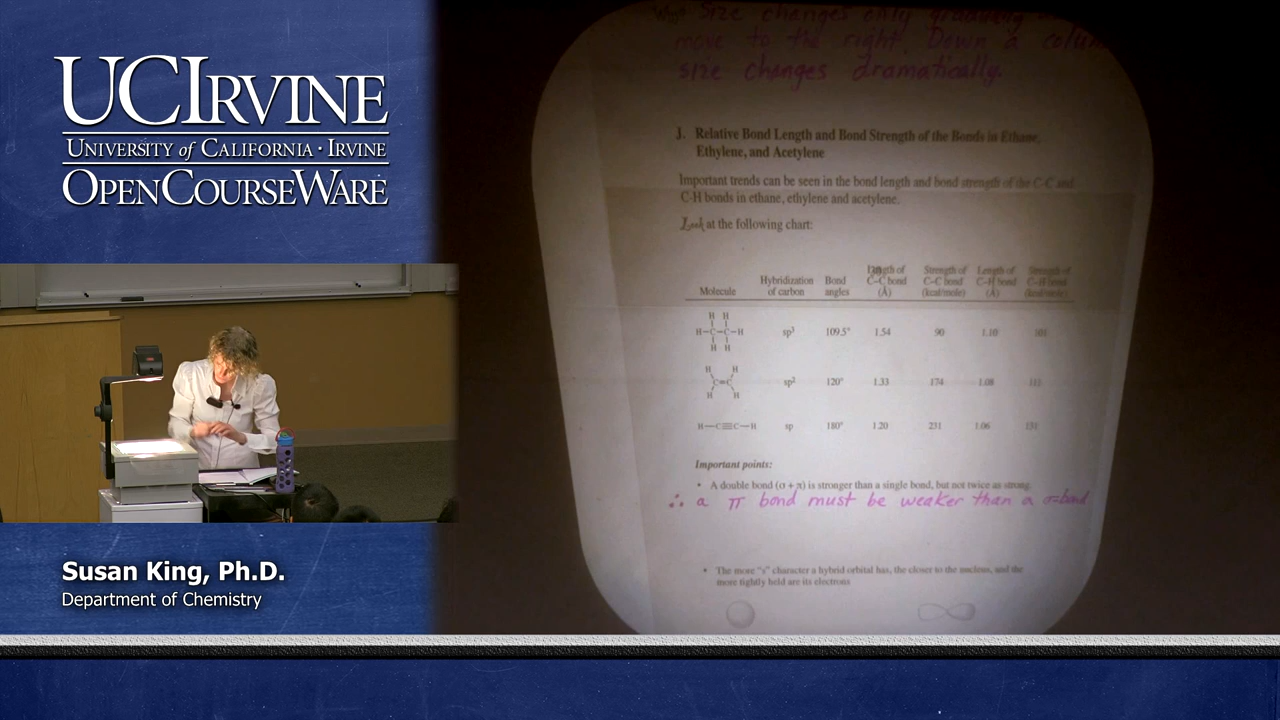 UCIRVINE
UNIVERSITY of CALIFORNIA · IRVINE
OPENCOURSEWARE
Susan King, Ph.D.
Department of Chemistry
Why? Size changes only gradually
move to the right. Down a colum
size changes dramatically.
J. Relative Bond Length and Bond Strength of the Bonds in Ethane,
Ethylene, and Acetylene
Important trends can be seen in the bond length and bond strength of the C-C and
C-H bonds in ethane, ethylene and acetylene.
Look at the following chart:
Molecule Hybridization of carbon Bond angles Length of C–C bond (Å) Strength of C–C bond (kcal/mole) Length of C–H bond (Å) Strength of C–H bond (kcal/mole)
H H
H–C–C–H sp³ 109.5° 1.54 90 1.10 101
H H
H H
C=C sp² 120° 1.33 174 1.08
H H
H–C≡C–H sp 180° 1.20 231 1.06 131
Important points:
• A double bond (σ + π) is stronger than a single bond, but not twice as strong.
∴ a π bond must be weaker than a σ-bond
• The more "s" character a hybrid orbital has, the closer to the nucleus, and the
more tightly held are its electrons